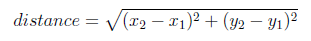 distance = √(x₂ − x₁)² + (y₂ − y₁)²